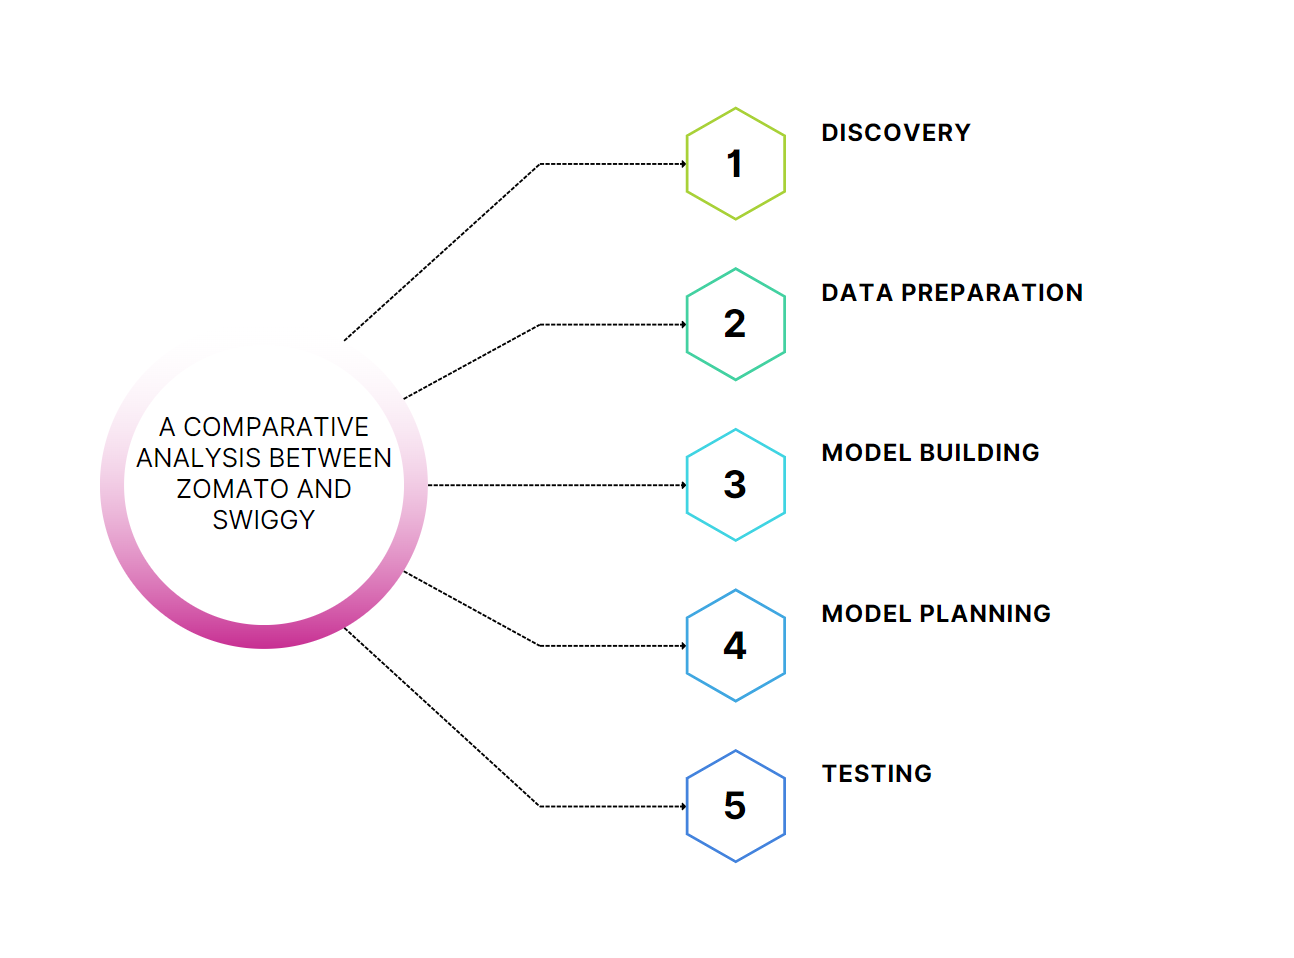 A COMPARATIVE
ANALYSIS BETWEEN
ZOMATO AND
SWIGGY
1
DISCOVERY
2
DATA PREPARATION
3
MODEL BUILDING
4
MODEL PLANNING
5
TESTING